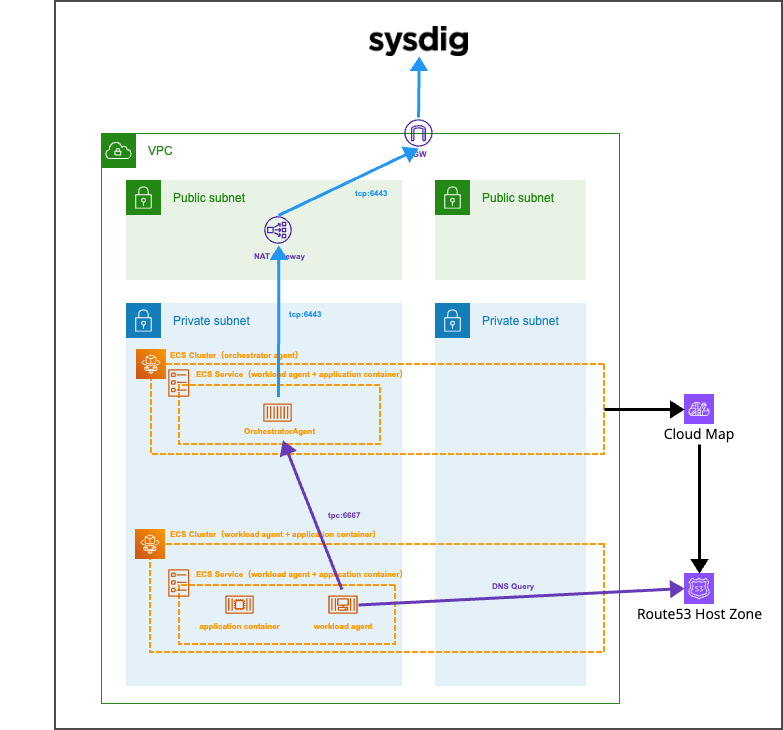 sysdig
GW
VPC
tcp:6443
Public subnet
Public subnet
NAT Gateway
tcp:6443
Private subnet
Private subnet
ECS Cluster（orchestrator agent）
ECS Service（workload agent + application container）
OrchestratorAgent
Cloud Map
tpc:6667
ECS Cluster（workload agent + application container）
ECS Service（workload agent + application container）
DNS Query
53
application container
workload agent
Route53 Host Zone